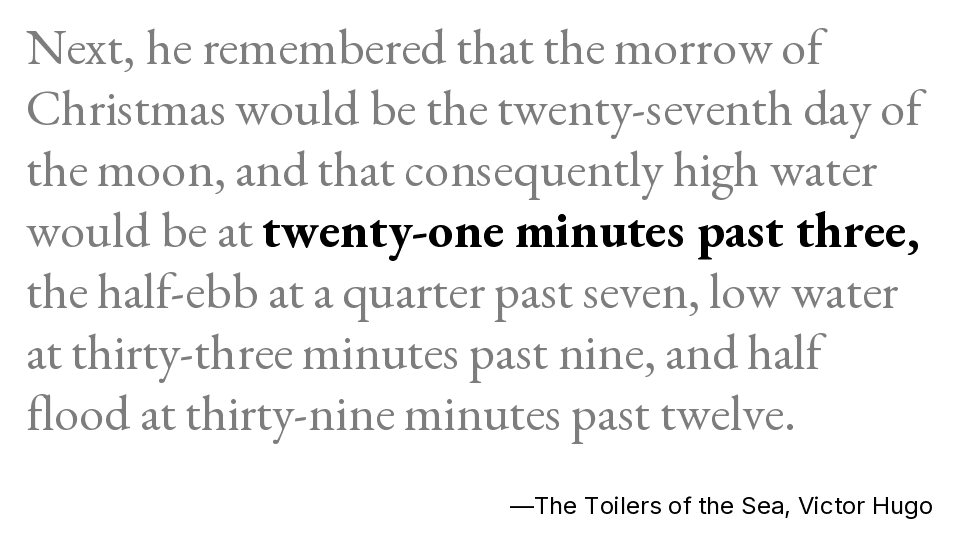 Next, he remembered that the morrow of
Christmas would be the twenty-seventh day of
the moon, and that consequently high water
would be at twenty-one minutes past three,
the half-ebb at a quarter past seven, low water
at thirty-three minutes past nine, and half
flood at thirty-nine minutes past twelve.
—The Toilers of the Sea, Victor Hugo